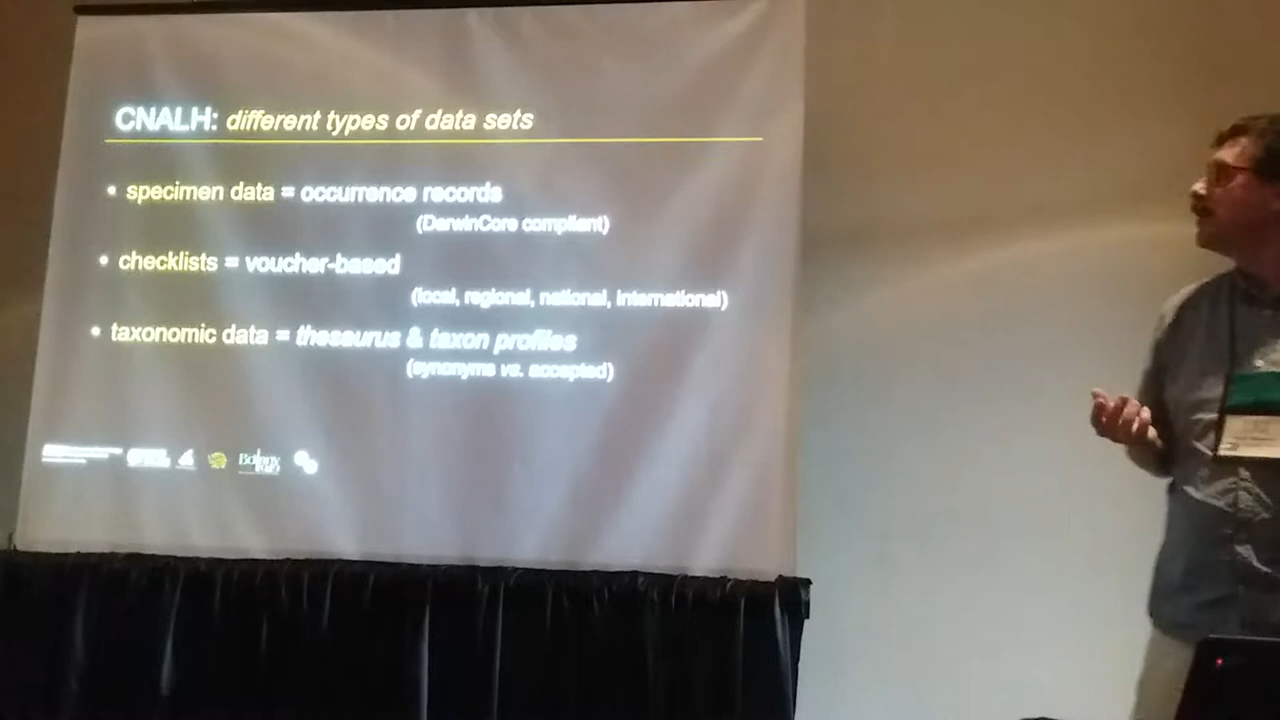 CNALH: different types of data sets
• specimen data = occurrence records
(DarwinCore compliant)
• checklists = voucher-based
(local, regional, national, international)
• taxonomic data = thesaurus & taxon profiles
(synonyms vs. accepted)
Botany